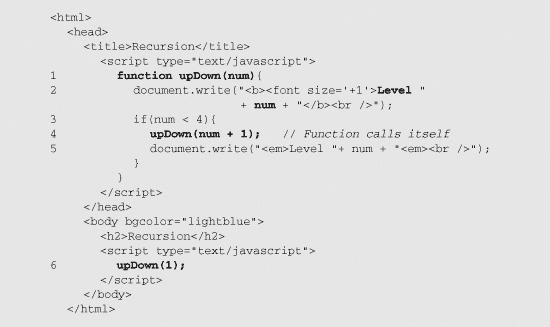 <html>
<head>
<title>Recursion</title>
<script type="text/javascript">
1 function upDown(num){
2 document.write("<b><font size='+1'>Level "
+ num + "</b><br />");
3 if(num < 4){
4 upDown(num + 1); // Function calls itself
5 document.write("<em>Level "+ num + "<em><br />");
}
}
</script>
</head>
<body bgcolor="lightblue">
<h2>Recursion</h2>
<script type="text/javascript">
6 upDown(1);
</script>
</body>
</html>